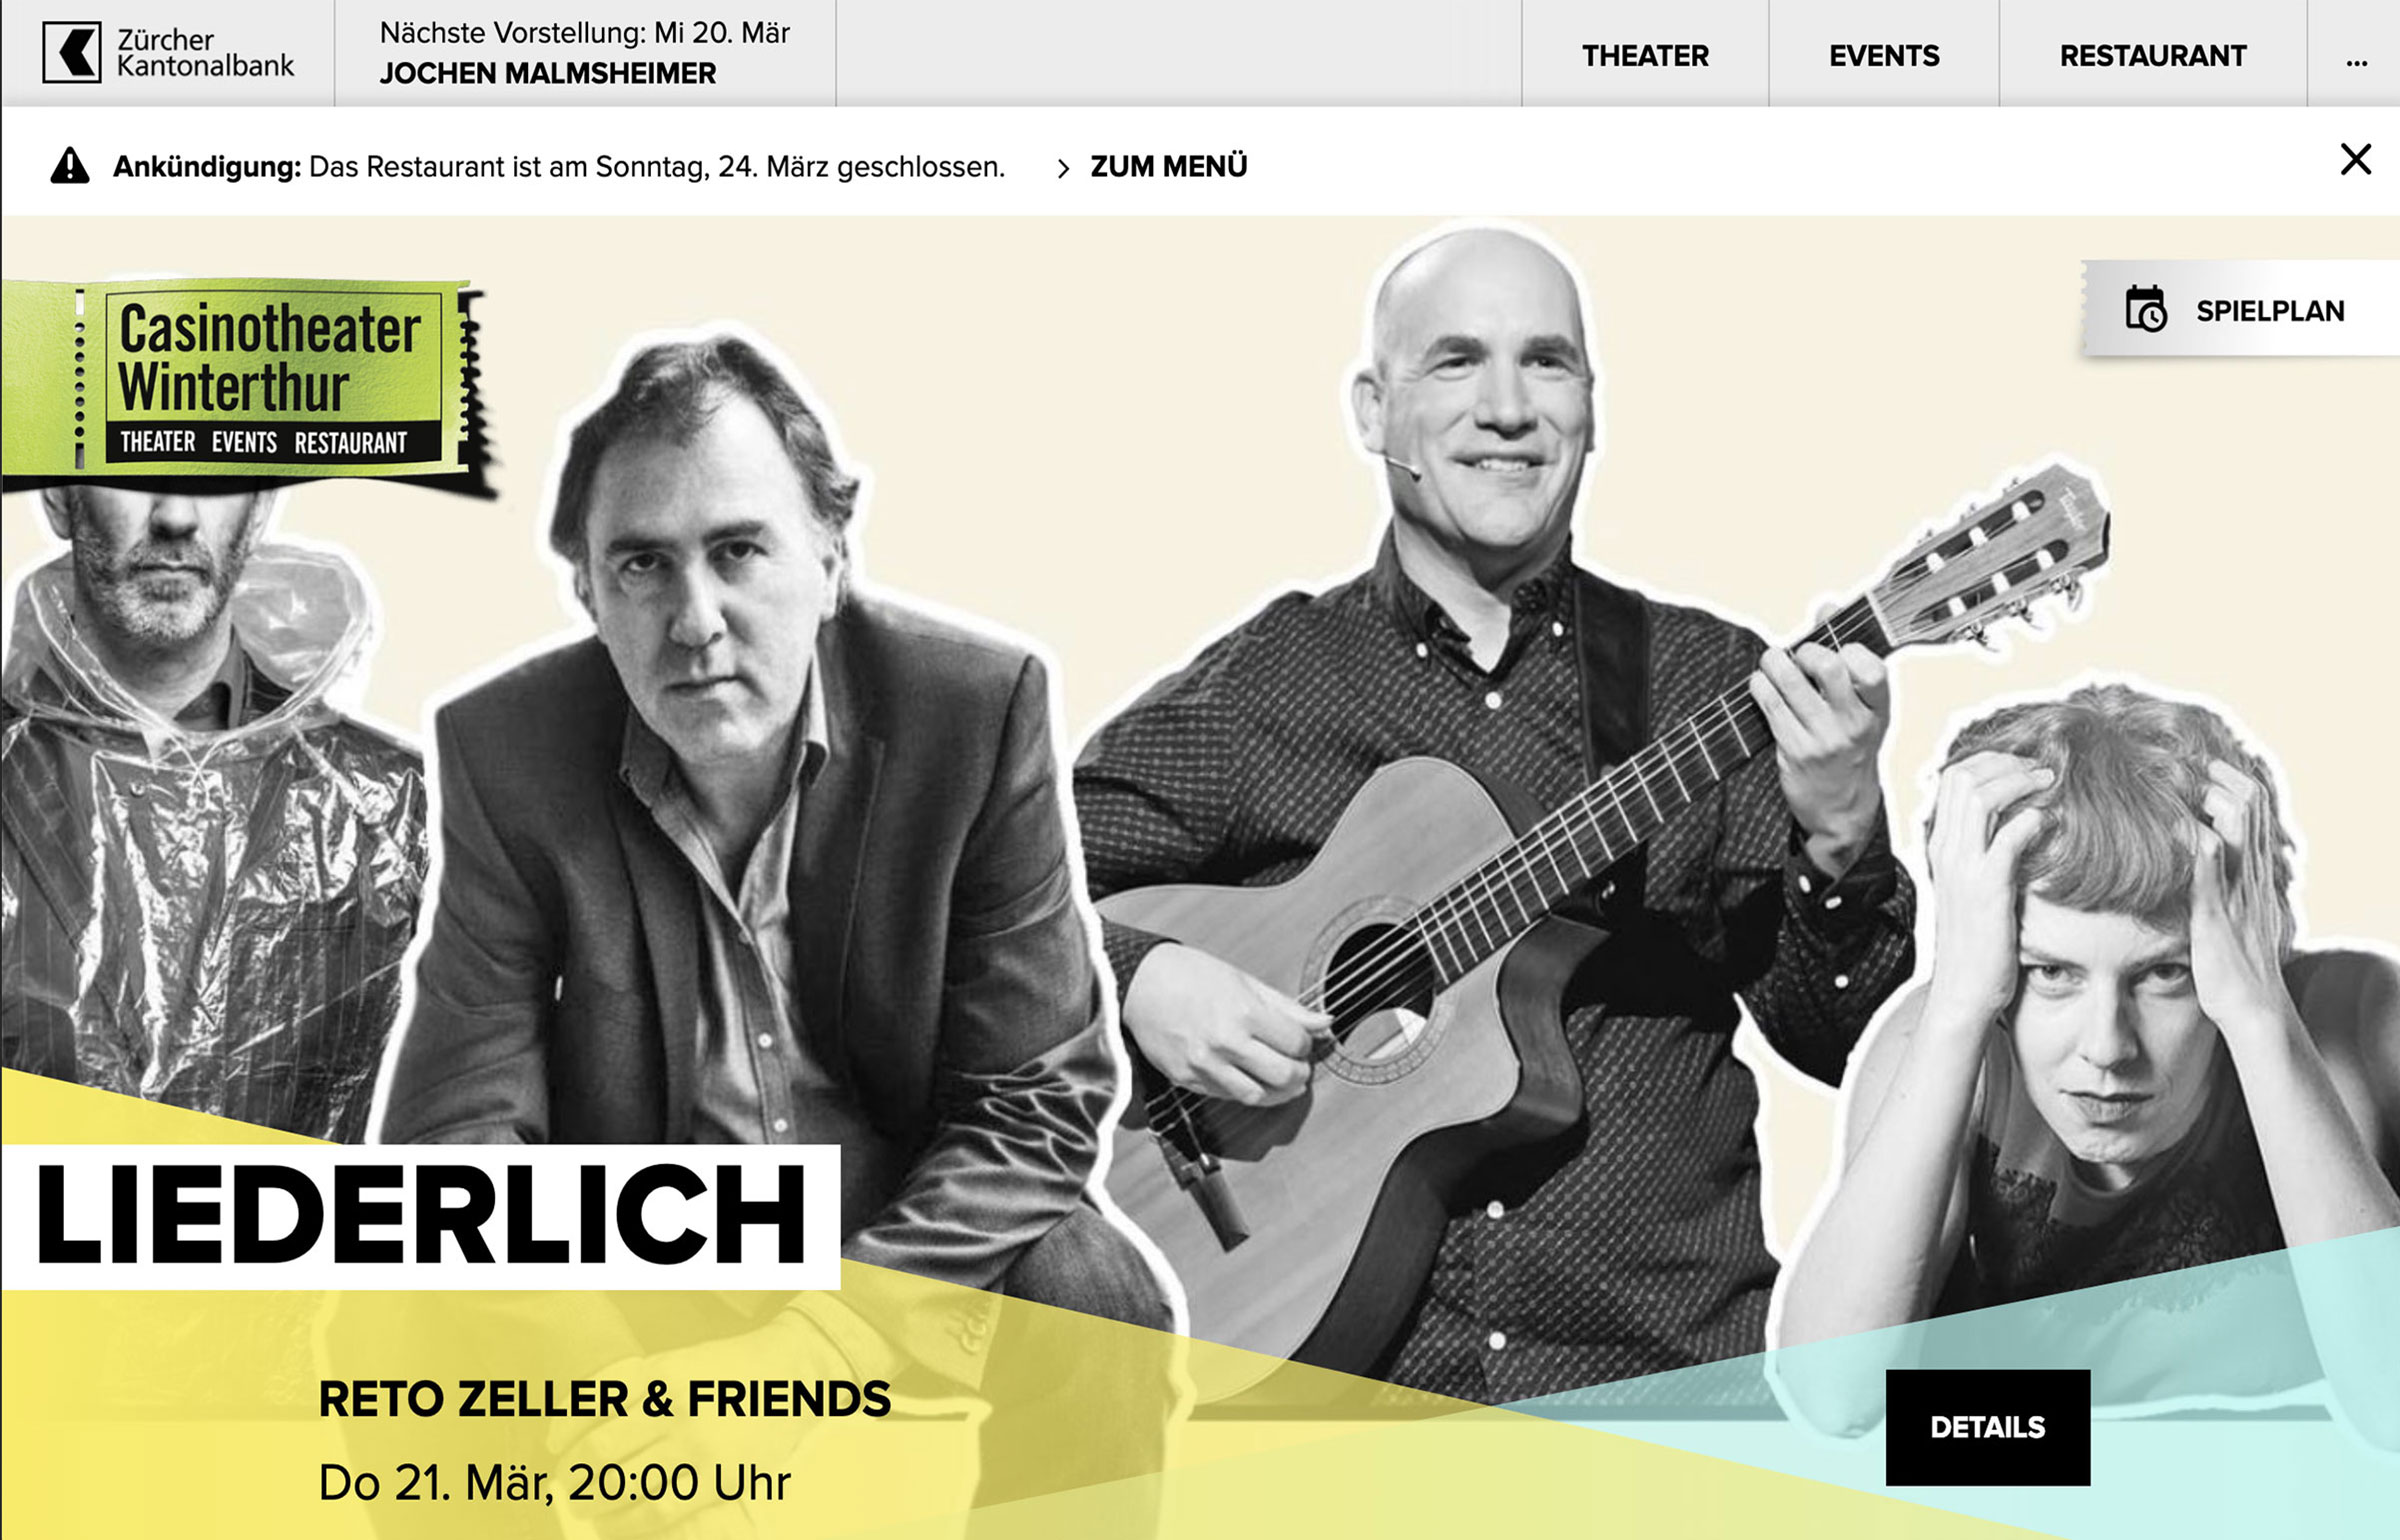 Zürcher
Kantonalbank
Nächste Vorstellung: Mi 20. Mär
JOCHEN MALMSHEIMER
THEATER
EVENTS
RESTAURANT
...
Ankündigung: Das Restaurant ist am Sonntag, 24. März geschlossen.
ZUM MENÜ
Casinotheater
Winterthur
THEATER EVENTS RESTAURANT
SPIELPLAN
Taylor
LIEDERLICH
RETO ZELLER & FRIENDS
Do 21. Mär, 20:00 Uhr
DETAILS